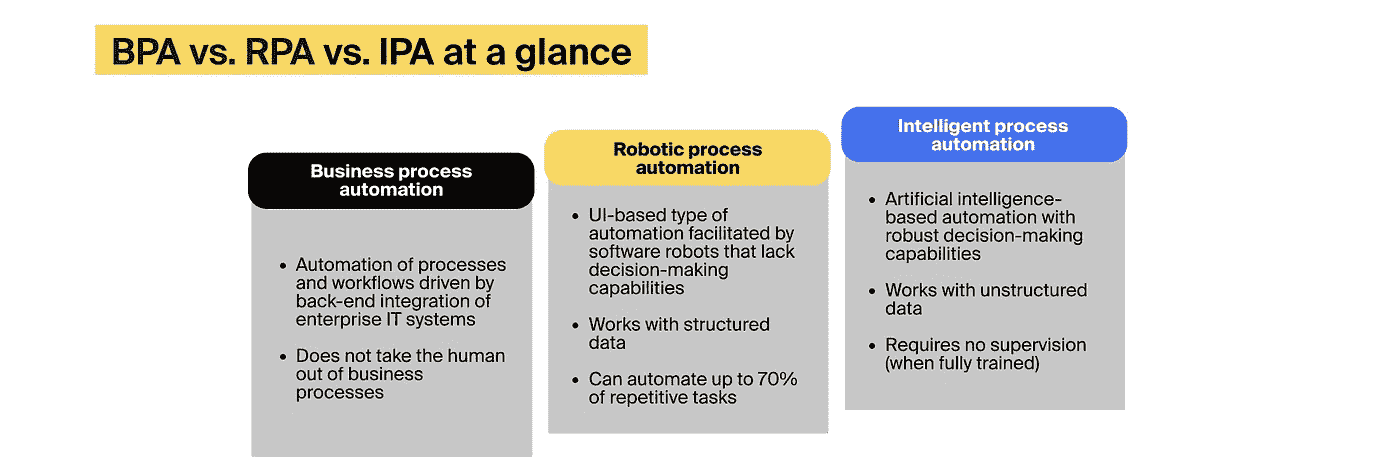 BPA vs. RPA vs. IPA at a glance
Business process
automation
• Automation of processes
and workflows driven by
back-end integration of
enterprise IT systems
• Does not take the human
out of business
processes
Robotic process
automation
• UI-based type of
automation facilitated by
software robots that lack
decision-making
capabilities
• Works with structured
data
• Can automate up to 70%
of repetitive tasks
Intelligent process
automation
• Artificial intelligence-
based automation with
robust decision-making
capabilities
• Works with unstructured
data
• Requires no supervision
(when fully trained)